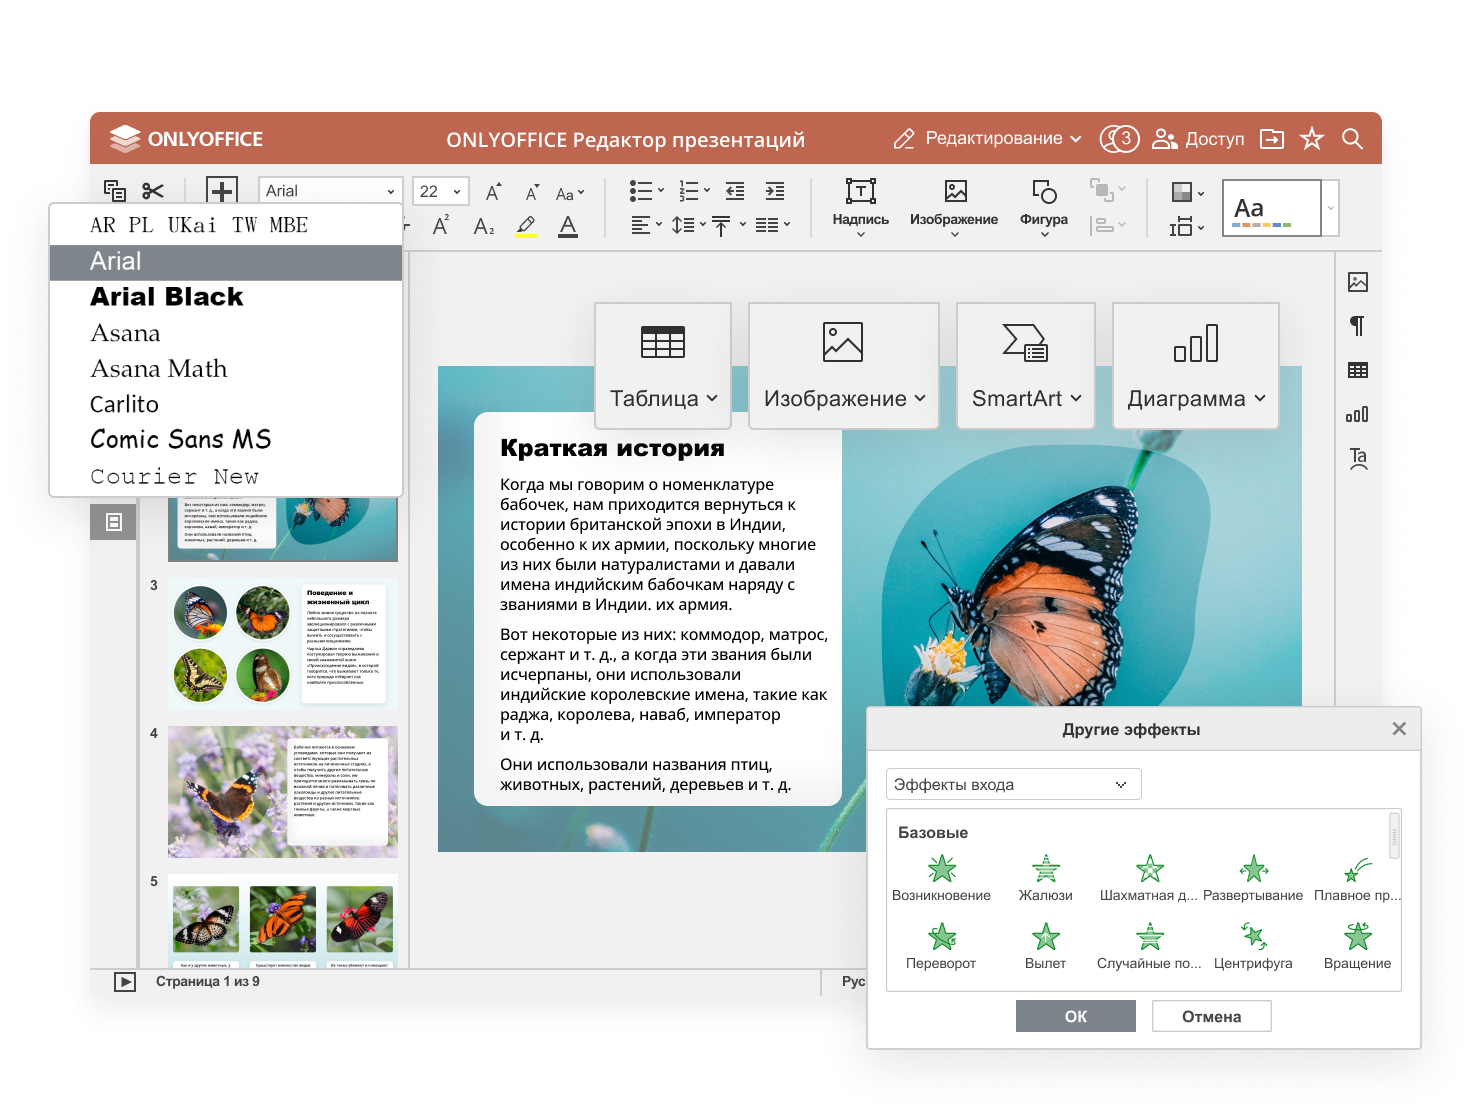 ONLYOFFICE
ONLYOFFICE Редактор презентаций
Редактирование
3
Доступ
Arial
22
Aa
Надпись
Изображение
Фигура
Aa
AR PL UKai TW MBE
Arial
Arial Black
Asana
Asana Math
Carlito
Comic Sans MS
Courier New
Таблица
Изображение
SmartArt
Диаграмма
Краткая история
Когда мы говорим о номенклатуре
бабочек, нам приходится вернуться к
истории британской эпохи в Индии,
особенно к их армии, поскольку многие
из них были натуралистами и давали
имена индийским бабочкам наряду с
званиями в Индии. их армия.
Вот некоторые из них: коммодор, матрос,
сержант и т. д., а когда эти звания были
исчерпаны, они использовали
индийские королевские имена, такие как
раджа, королева, наваб, император
и т. д.
Они использовали названия птиц,
животных, растений, деревьев и т. д.
3
Поведение и
жизненный цикл
4
5
Страница 1 из 9
Рус
Другие эффекты
Эффекты входа
Базовые
Возникновение
Жалюзи
Шахматная д...
Развертывание
Плавное пр...
Переворот
Вылет
Случайные по...
Центрифуга
Вращение
ОК
Отмена